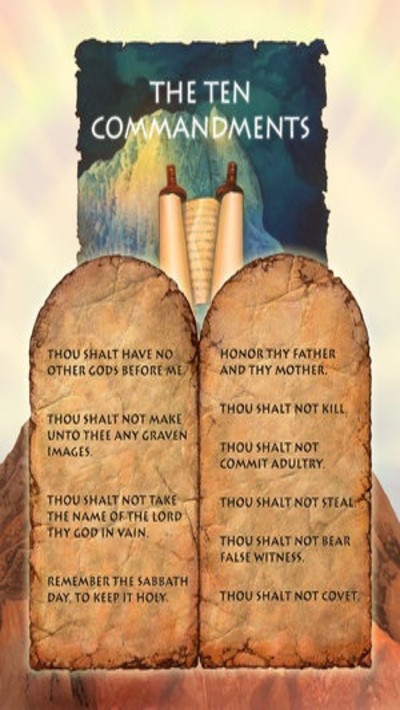 THE TEN
COMMANDMENTS
THOU SHALT HAVE NO
OTHER GODS BEFORE ME.
THOU SHALT NOT MAKE
UNTO THEE ANY GRAVEN
IMAGES.
THOU SHALT NOT TAKE
THE NAME OF THE LORD
THY GOD IN VAIN.
REMEMBER THE SABBATH
DAY, TO KEEP IT HOLY.
HONOR THY FATHER
AND THY MOTHER.
THOU SHALT NOT KILL.
THOU SHALT NOT
COMMIT ADULTRY.
THOU SHALT NOT STEAL.
THOU SHALT NOT BEAR
FALSE WITNESS.
THOU SHALT NOT COVET.